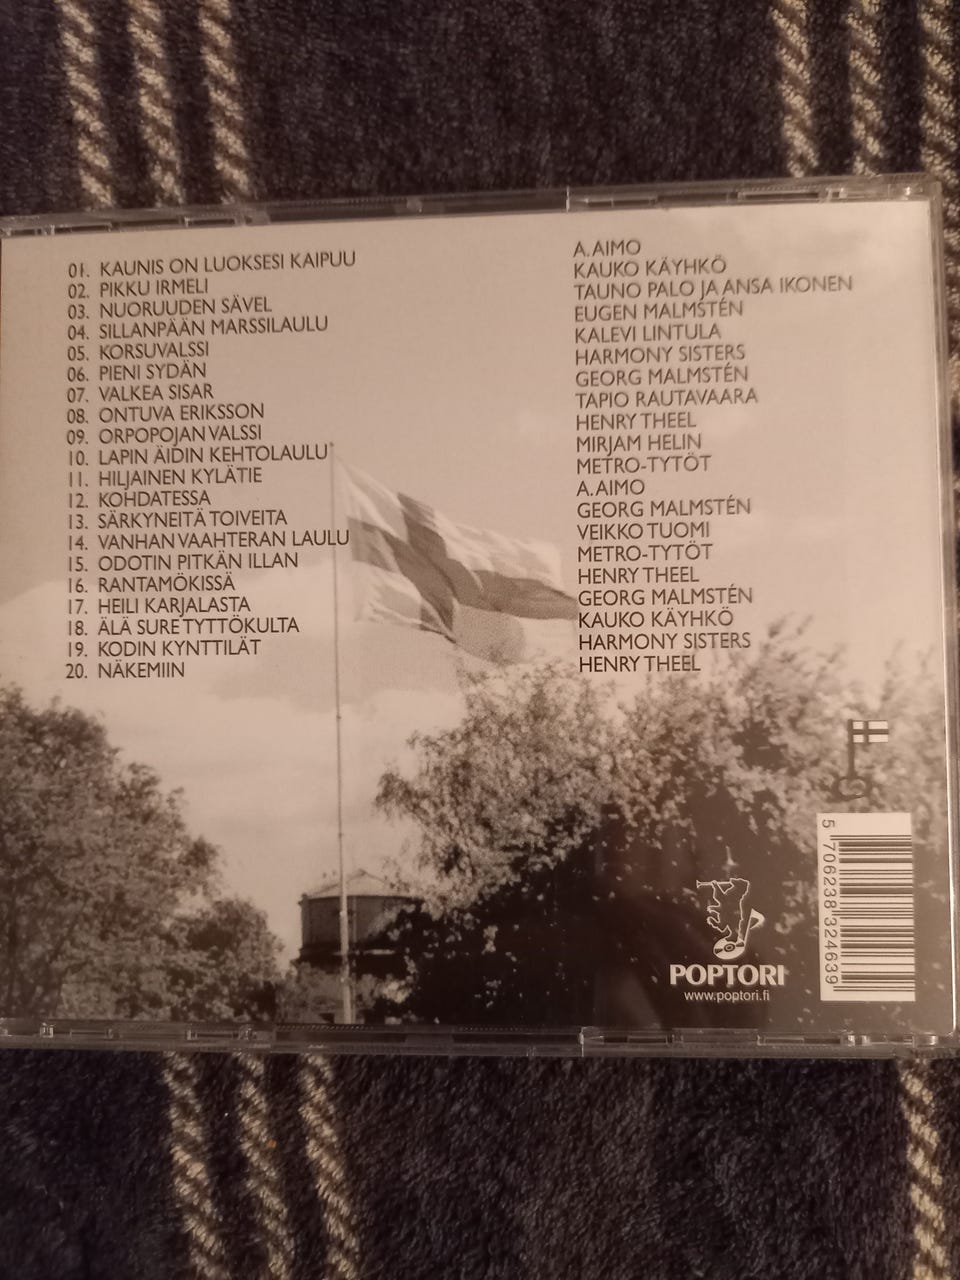 01. KAUNIS ON LUOKSESI KAIPUU A. AIMO
02. PIKKU IRMELI KAUKO KÄYHKÖ
03. NUORUUDEN SÄVEL TAUNO PALO JA ANSA IKONEN
04. SILLANPÄÄN MARSSILAULU EUGEN MALMSTÉN
05. KORSUVALSSI KALEVI LINTULA
06. PIENI SYDÄN HARMONY SISTERS
07. VALKEA SISAR GEORG MALMSTÉN
08. ONTUVA ERIKSSON TAPIO RAUTAVAARA
09. ORPOPOJAN VALSSI HENRY THEEL
10. LAPIN ÄIDIN KEHTOLAULU MIRJAM HELIN
11. HILJAINEN KYLÄTIE METRO-TYTÖT
12. KOHDATESSA A. AIMO
13. SÄRKYNEITÄ TOIVEITA GEORG MALMSTÉN
14. VANHAN VAAHTERAN LAULU VEIKKO TUOMI
15. ODOTIN PITKÄN ILLAN METRO-TYTÖT
16. RANTAMÖKISSÄ HENRY THEEL
17. HEILI KARJALASTA GEORG MALMSTÉN
18. ÄLÄ SURE TYTTÖKULTA KAUKO KÄYHKÖ
19. KODIN KYNTTILÄT HARMONY SISTERS
20. NÄKEMIIN HENRY THEEL
POPTORI
www.poptori.fi
5 706238 324639